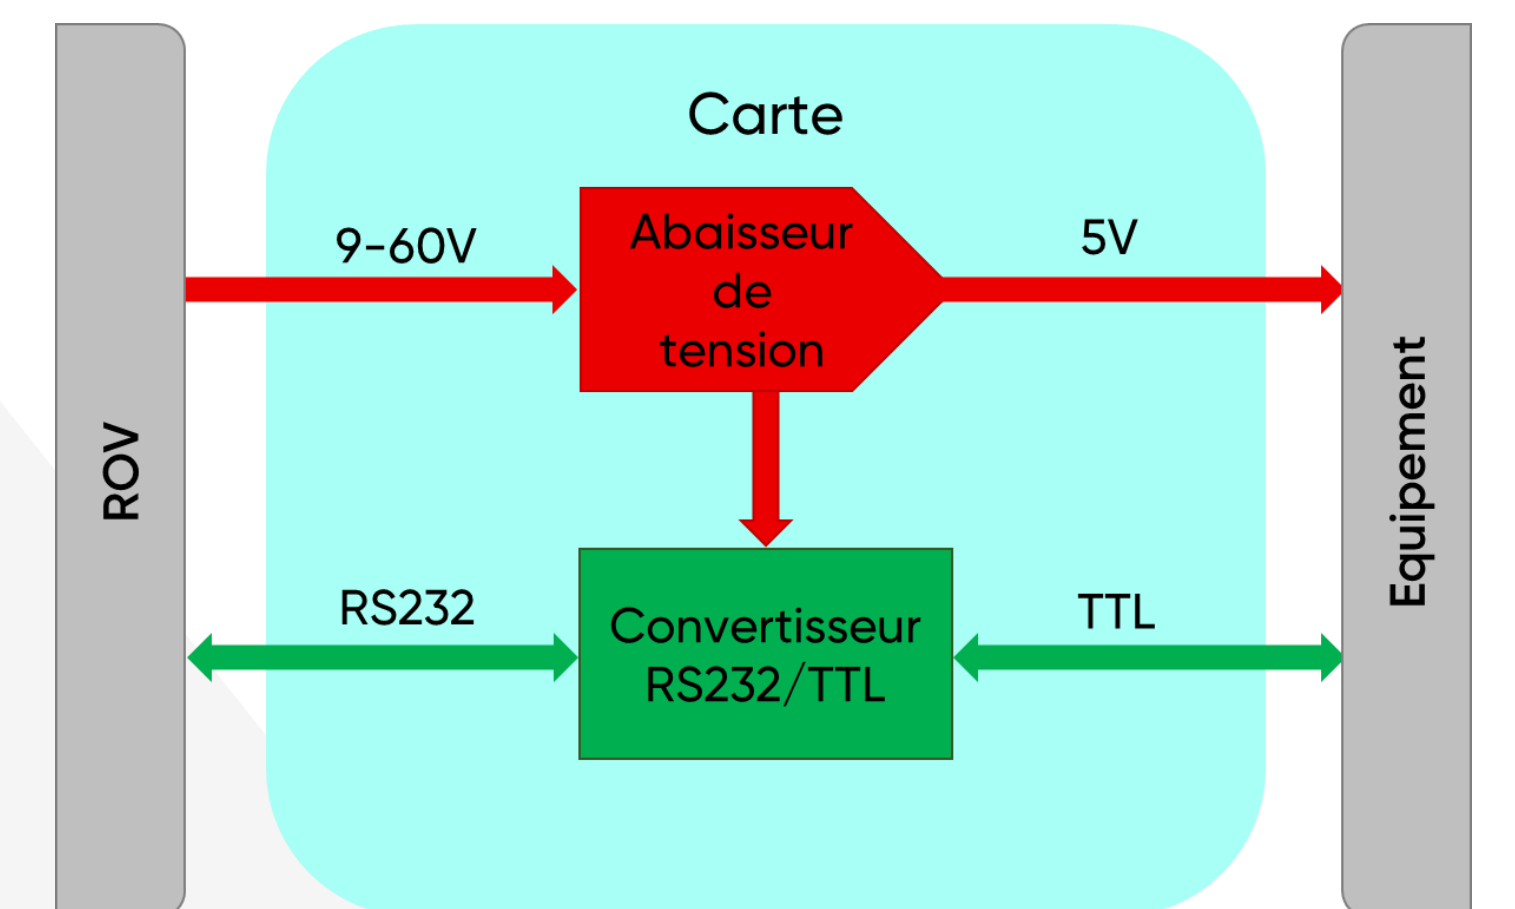 Carte
9-60V
Abaisseur
de
tension
5V
ROV
Equipement
RS232
Convertisseur
RS232/TTL
TTL